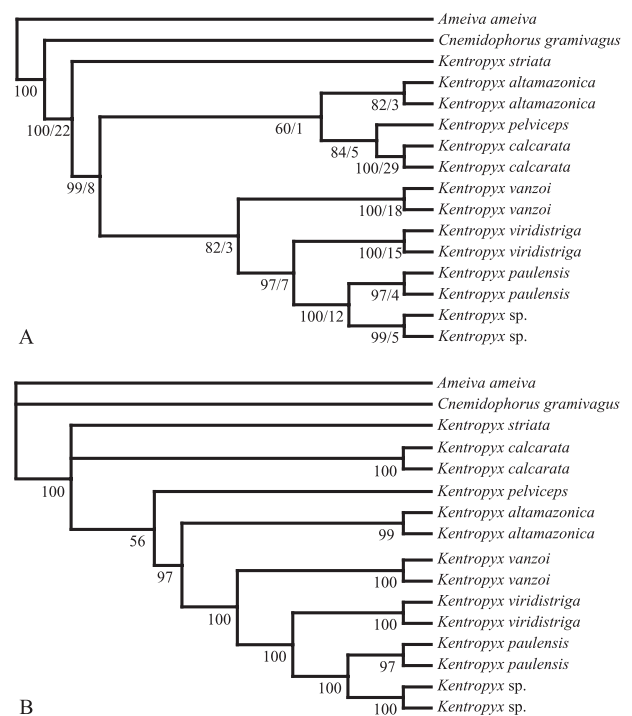 Ameiva ameiva
Cnemidophorus gramivagus
100
Kentropyx striata
100/22
Kentropyx altamazonica
82/3
Kentropyx altamazonica
60/1
Kentropyx pelviceps
84/5
Kentropyx calcarata
100/29
Kentropyx calcarata
99/8
Kentropyx vanzoi
100/18
Kentropyx vanzoi
82/3
Kentropyx viridistriga
100/15
Kentropyx viridistriga
97/7
Kentropyx paulensis
97/4
Kentropyx paulensis
100/12
Kentropyx sp.
99/5
Kentropyx sp.
A
Ameiva ameiva
Cnemidophorus gramivagus
Kentropyx striata
Kentropyx calcarata
100
Kentropyx calcarata
100
Kentropyx pelviceps
56
Kentropyx altamazonica
99
Kentropyx altamazonica
97
Kentropyx vanzoi
100
Kentropyx vanzoi
100
Kentropyx viridistriga
100
Kentropyx viridistriga
100
Kentropyx paulensis
97
Kentropyx paulensis
100
Kentropyx sp.
100
Kentropyx sp.
B